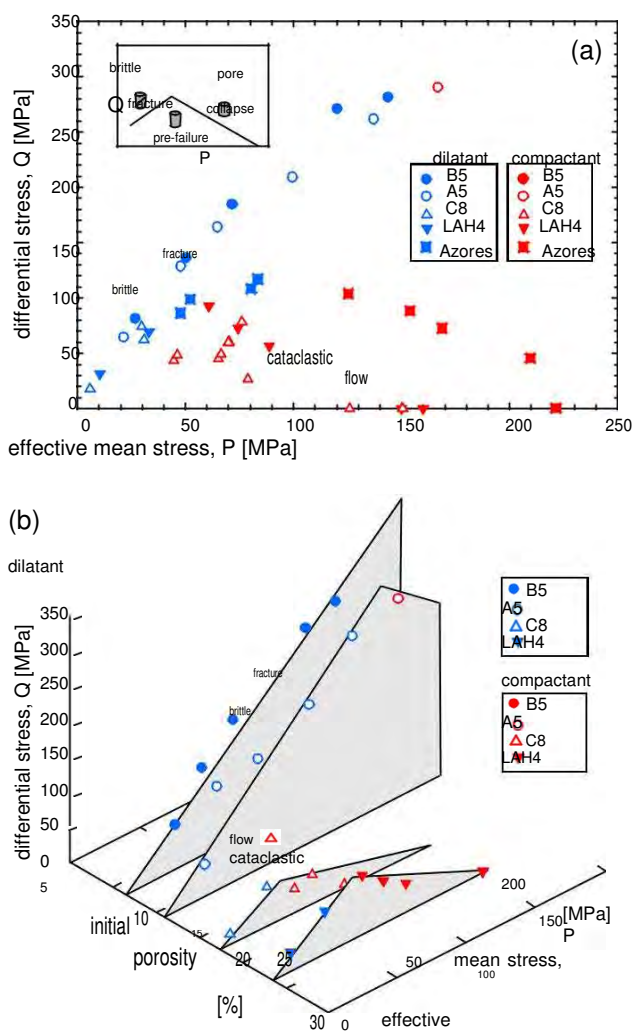 350
(a)
brittle
pore
300
Q fracture
collapse
pre-failure
P
250
dilatant
compactant
B5
B5
A5
A5
C8
C8
LAH4
LAH4
Azores
Azores
200
150
fracture
brittle
100
50
cataclastic
flow
0
0
50
100
150
200
250
differential stress, Q [MPa]
effective mean stress, P [MPa]
(b)
dilatant
B5
A5
C8
LAH4
compactant
B5
A5
C8
LAH4
350
300
250
200
150
100
50
0
differential stress, Q [MPa]
fracture
brittle
flow
cataclastic
5
initial
10
15
porosity
20
25
[%]
30
0
effective
50
100
mean stress,
150
[MPa]
P
200